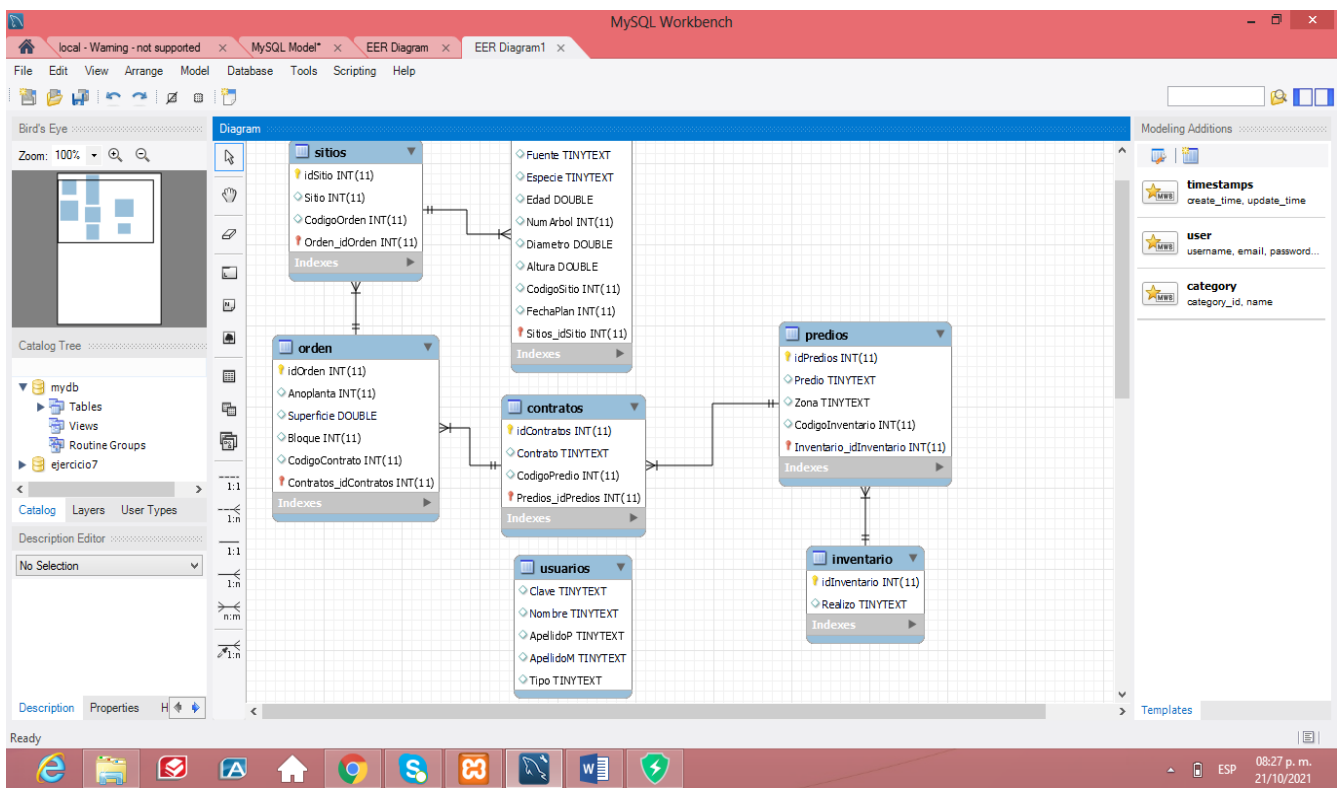 MySQL Workbench
local - Warning - not supported
MySQL Model*
EER Diagram
EER Diagram1
File Edit View Arrange Model Database Tools Scripting Help
Bird's Eye
Zoom: 100%
Catalog Tree
mydb
Tables
Views
Routine Groups
ejercicio7
Catalog Layers User Types
Description Editor
No Selection
Description Properties H
Diagram
1:1
1:n
1:1
1:n
n:m
1:n
sitios
idSitio INT(11)
Sitio INT(11)
CodigoOrden INT(11)
Orden_idOrden INT(11)
Indexes
Fuente TINYTEXT
Especie TINYTEXT
Edad DOUBLE
NumArbol INT(11)
Diametro DOUBLE
Altura DOUBLE
CodigoSitio INT(11)
FechaPlan INT(11)
Sitios_idSitio INT(11)
Indexes
orden
idOrden INT(11)
Anoplanta INT(11)
Superficie DOUBLE
Bloque INT(11)
CodigoContrato INT(11)
Contratos_idContratos INT(11)
Indexes
contratos
idContratos INT(11)
Contrato TINYTEXT
CodigoPredio INT(11)
Predios_idPredios INT(11)
Indexes
predios
idPredios INT(11)
Predio TINYTEXT
Zona TINYTEXT
CodigoInventario INT(11)
Inventario_idInventario INT(11)
Indexes
usuarios
Clave TINYTEXT
Nombre TINYTEXT
ApellidoP TINYTEXT
ApellidoM TINYTEXT
Tipo TINYTEXT
inventario
idInventario INT(11)
Realizo TINYTEXT
Indexes
Modeling Additions
timestamps
create_time, update_time
user
username, email, password...
category
category_id, name
MWB
MWB
MWB
Templates
Ready
ESP
08:27 p. m.
21/10/2021